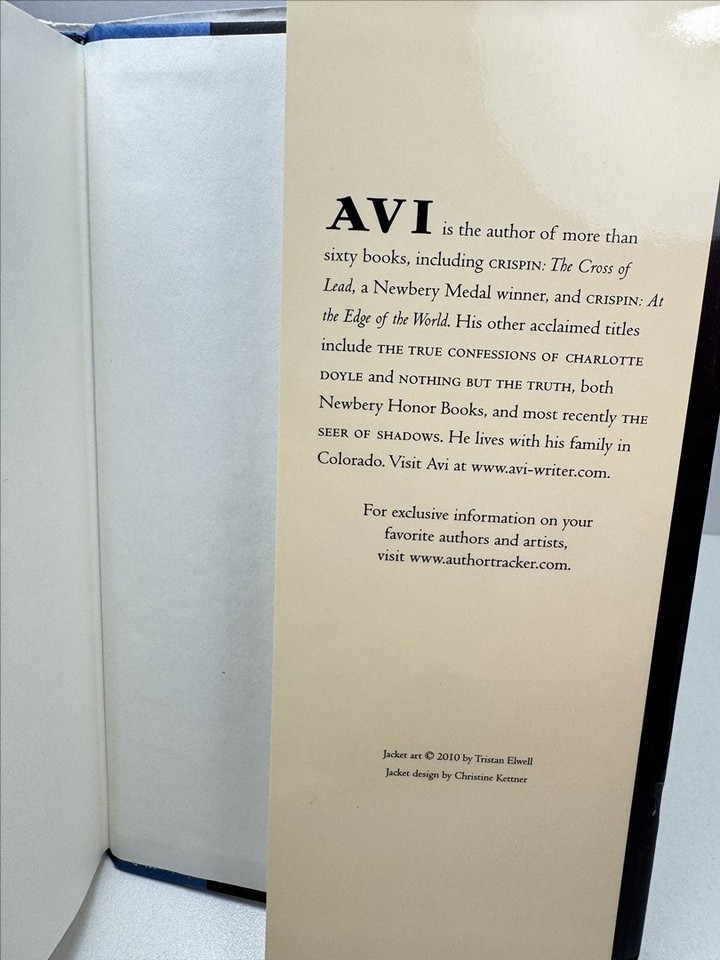 AVI is the author of more than
sixty books, including CRISPIN: The Cross of
Lead, a Newbery Medal winner, and CRISPIN: At
the Edge of the World. His other acclaimed titles
include THE TRUE CONFESSIONS OF CHARLOTTE
DOYLE and NOTHING BUT THE TRUTH, both
Newbery Honor Books, and most recently THE
SEER OF SHADOWS. He lives with his family in
Colorado. Visit Avi at www.avi-writer.com.
For exclusive information on your
favorite authors and artists,
visit www.authortracker.com.
Jacket art © 2010 by Tristan Elwell
Jacket design by Christine Kettner